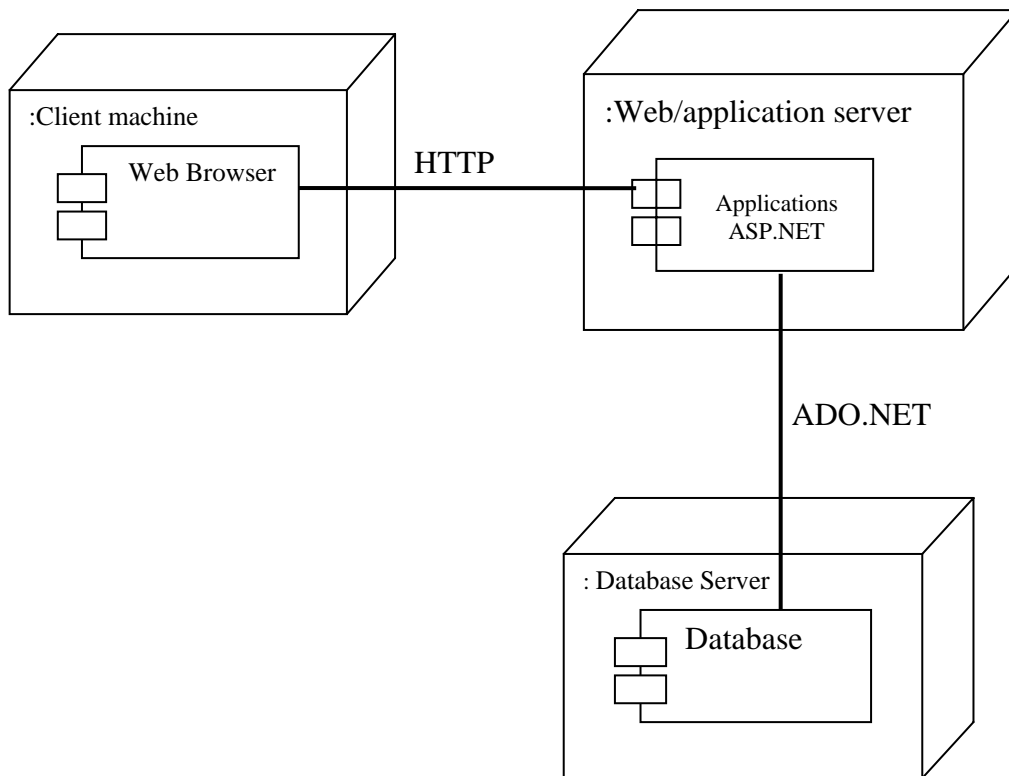 :Client machine
Web Browser
HTTP
:Web/application server
Applications
ASP.NET
ADO.NET
: Database Server
Database